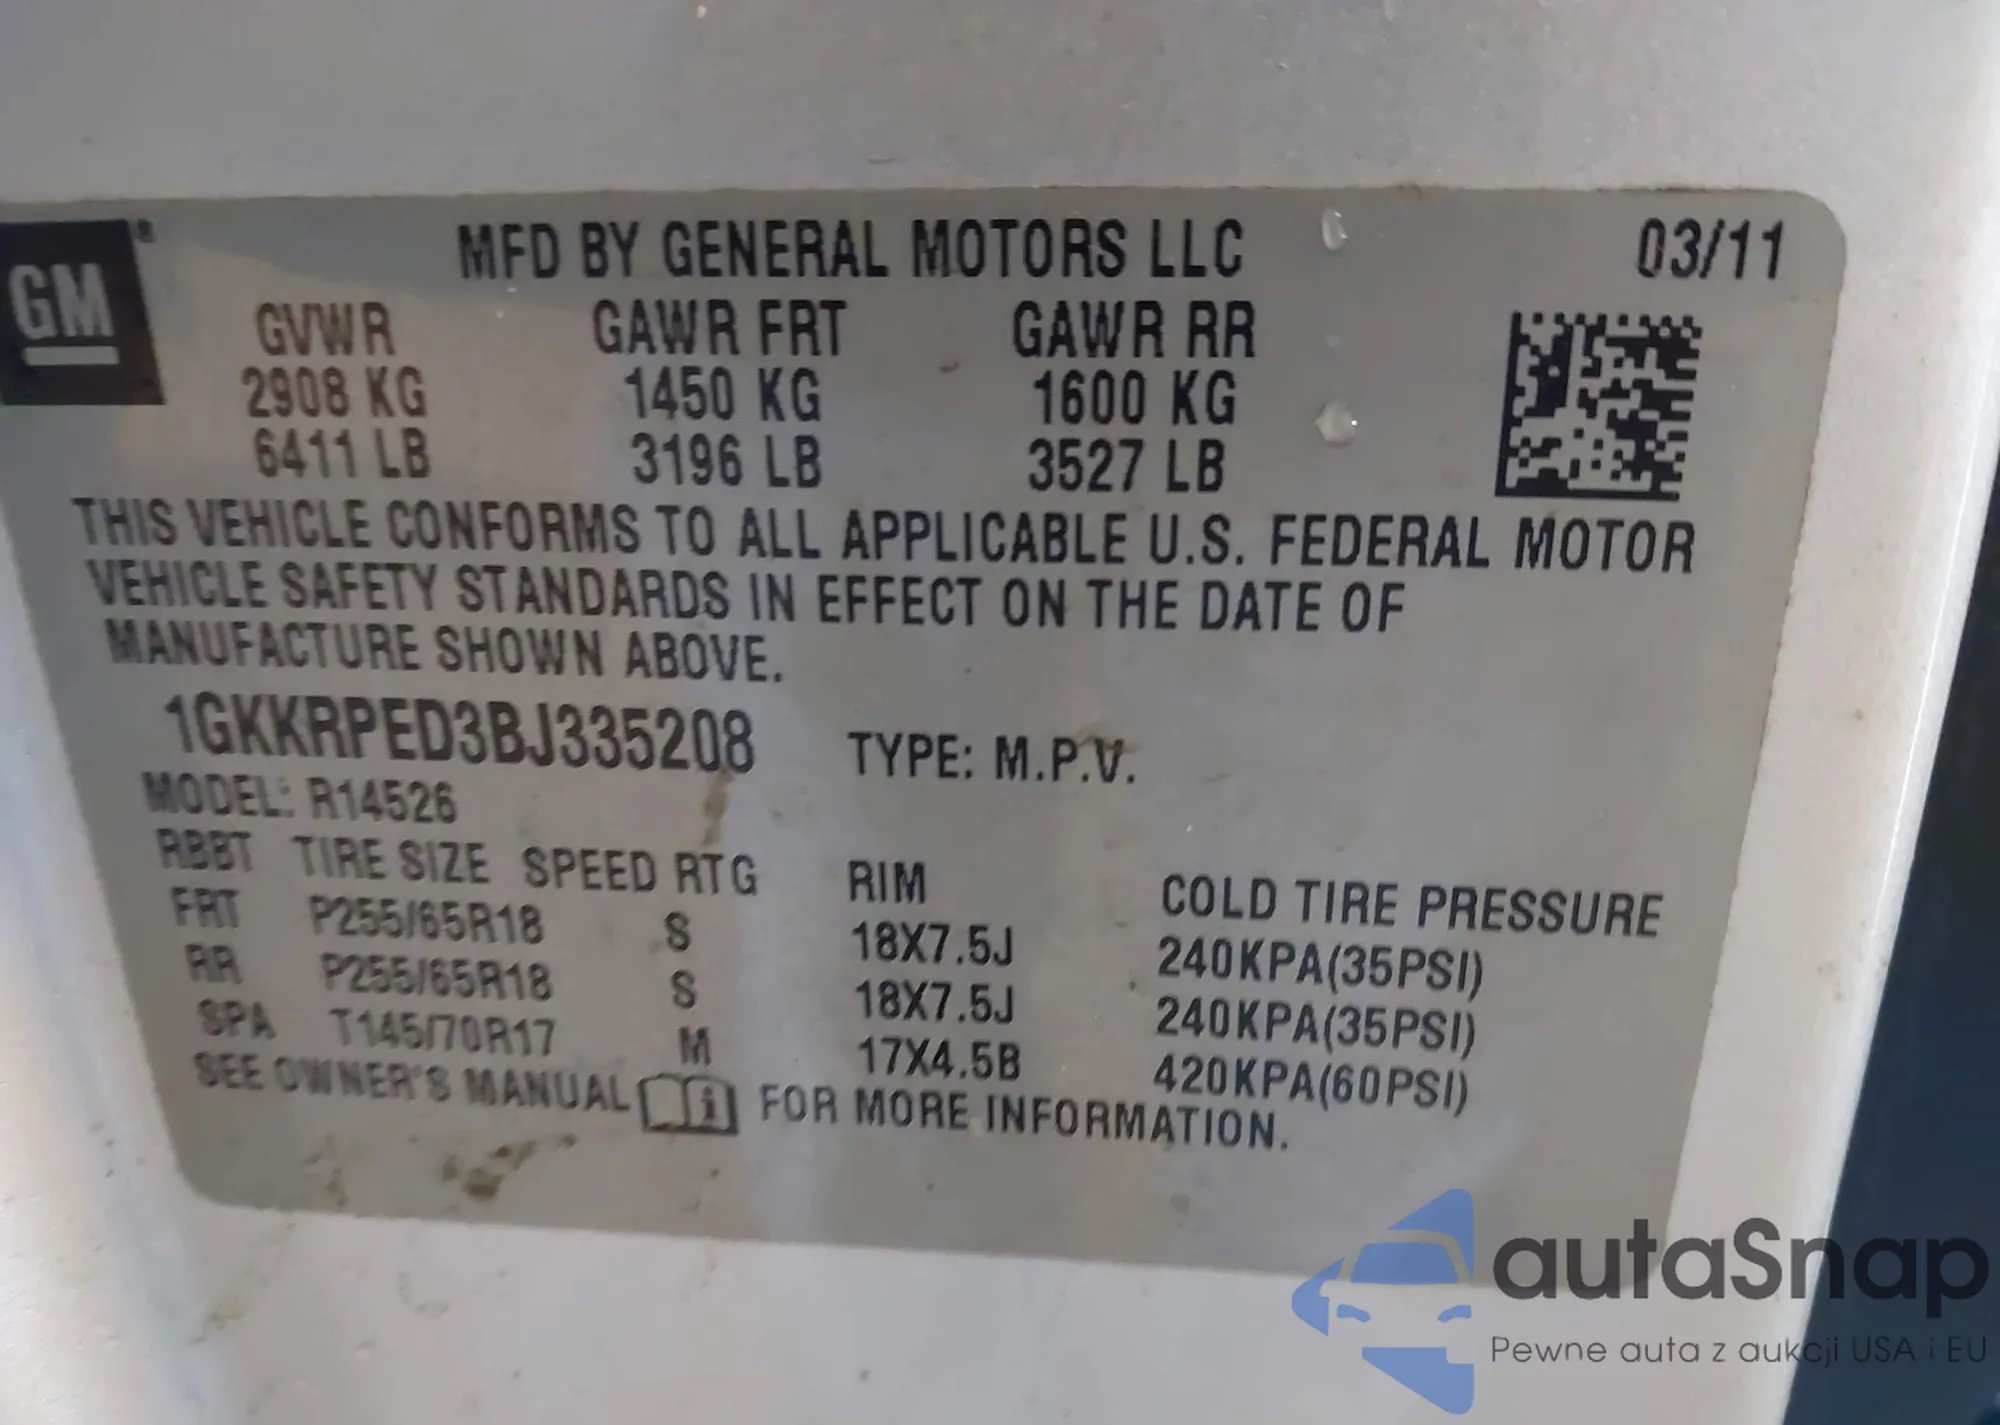 GM
MFD BY GENERAL MOTORS LLC 03/11
GVWR GAWR FRT GAWR RR
2908 KG 1450 KG 1600 KG
6411 LB 3196 LB 3527 LB
THIS VEHICLE CONFORMS TO ALL APPLICABLE U.S. FEDERAL MOTOR
VEHICLE SAFETY STANDARDS IN EFFECT ON THE DATE OF
MANUFACTURE SHOWN ABOVE.
1GKKRPED3BJ335208 TYPE: M.P.V.
MODEL: R14526
RBBT TIRE SIZE SPEED RTG RIM COLD TIRE PRESSURE
FRT P255/65R18 S 18X7.5J 240KPA(35PSI)
RR P255/65R18 S 18X7.5J 240KPA(35PSI)
SPA T145/70R17 M 17X4.5B 420KPA(60PSI)
SEE OWNER'S MANUAL FOR MORE INFORMATION.
autaSnap
Pewne auta z aukcji USA i EU